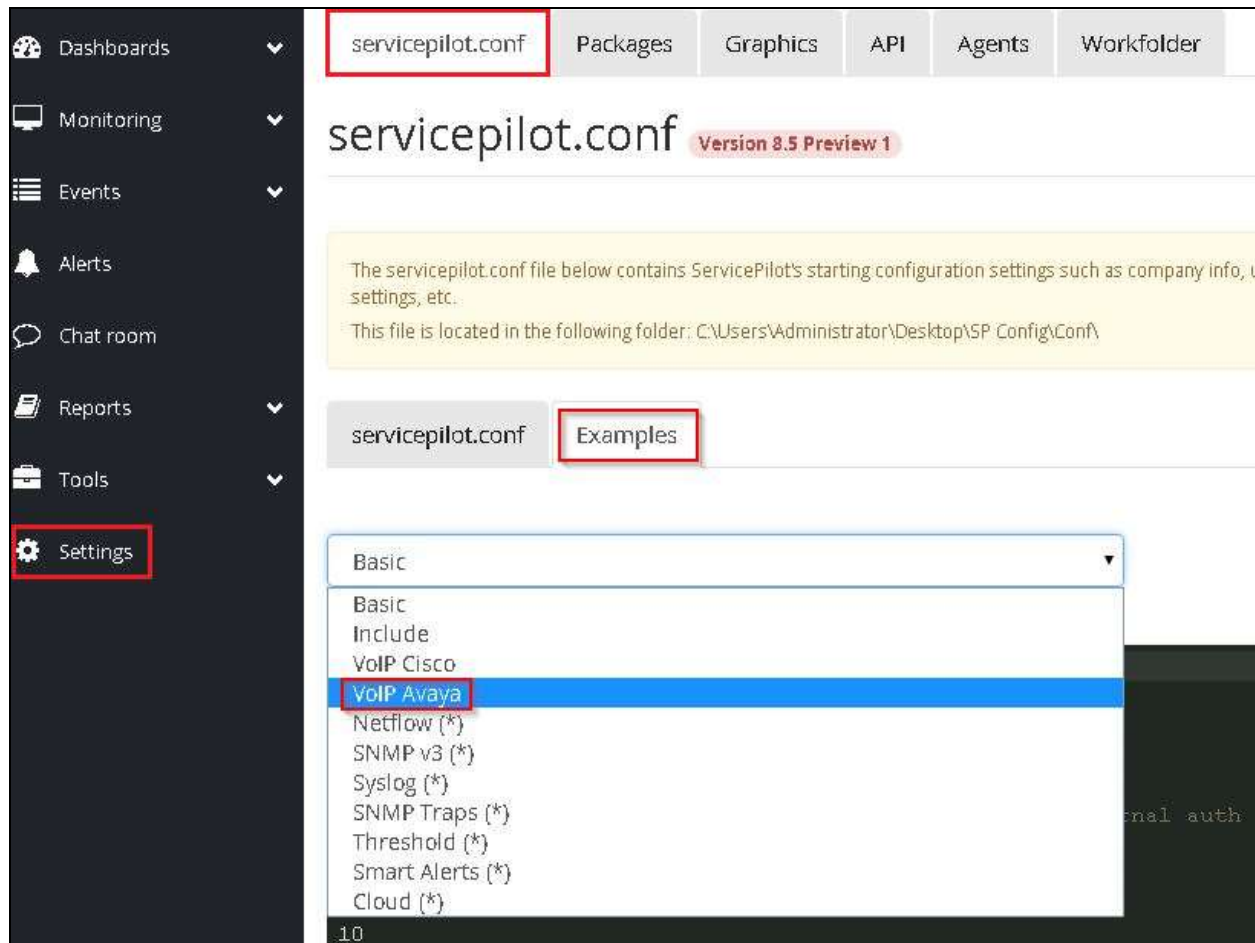 Dashboards
Monitoring
Events
Alerts
Chat room
Reports
Tools
Settings
servicepilot.conf Packages Graphics API Agents Workfolder
servicepilot.conf Version 8.5 Preview 1
The servicepilot.conf file below contains ServicePilot's starting configuration settings such as company info,
settings, etc.
This file is located in the following folder: C:\Users\Administrator\Desktop\SP Config\Conf\
servicepilot.conf Examples
Basic
Basic
Include
VoIP Cisco
VoIP Avaya
Netflow (*)
SNMP v3 (*)
Syslog (*)
SNMP Traps (*)
Threshold (*)
Smart Alerts (*)
Cloud (*)
auth
10